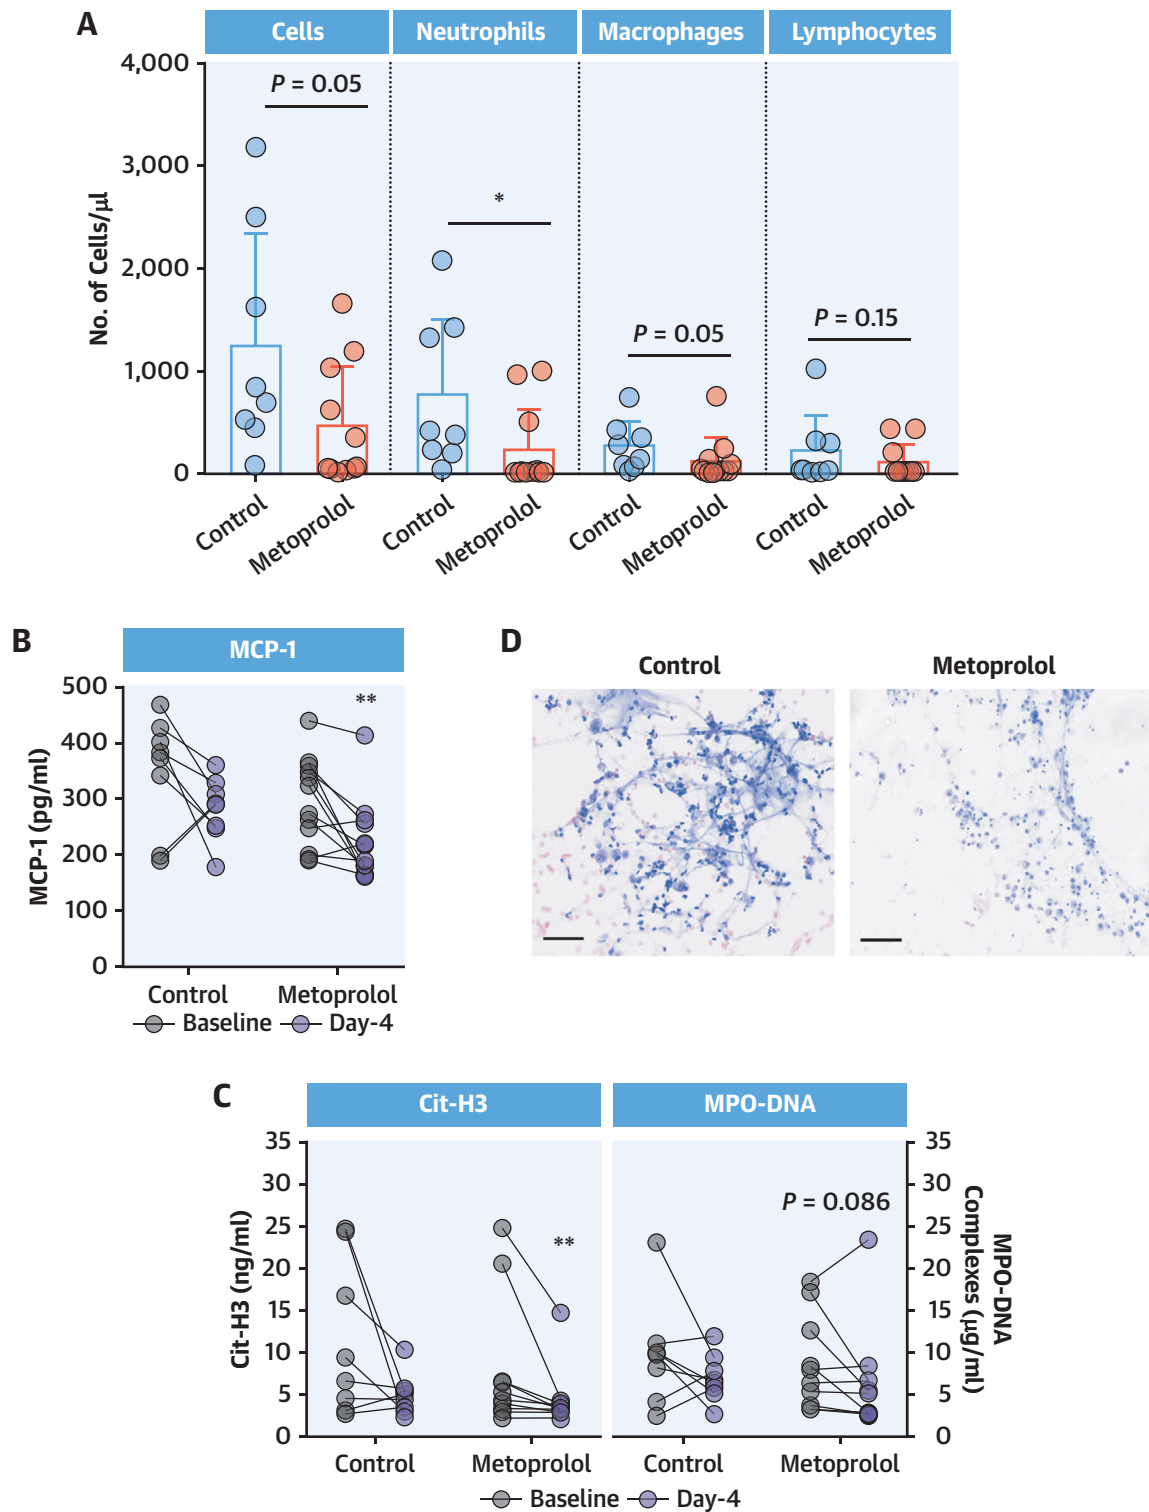 A
Cells Neutrophils Macrophages Lymphocytes
4,000
3,000
2,000
1,000
0
No. of Cells/µl
P = 0.05
*
P = 0.05
P = 0.15
Control Metoprolol Control Metoprolol Control Metoprolol Control Metoprolol
B
MCP-1
500
400
300
200
100
0
MCP-1 (pg/ml)
**
Control Metoprolol
Baseline Day-4
D
Control Metoprolol
C
Cit-H3 MPO-DNA
35
30
25
20
15
10
5
0
Cit-H3 (ng/ml)
**
P = 0.086
35
30
25
20
15
10
5
0
MPO-DNA
Complexes (µg/ml)
Control Metoprolol Control Metoprolol
Baseline Day-4